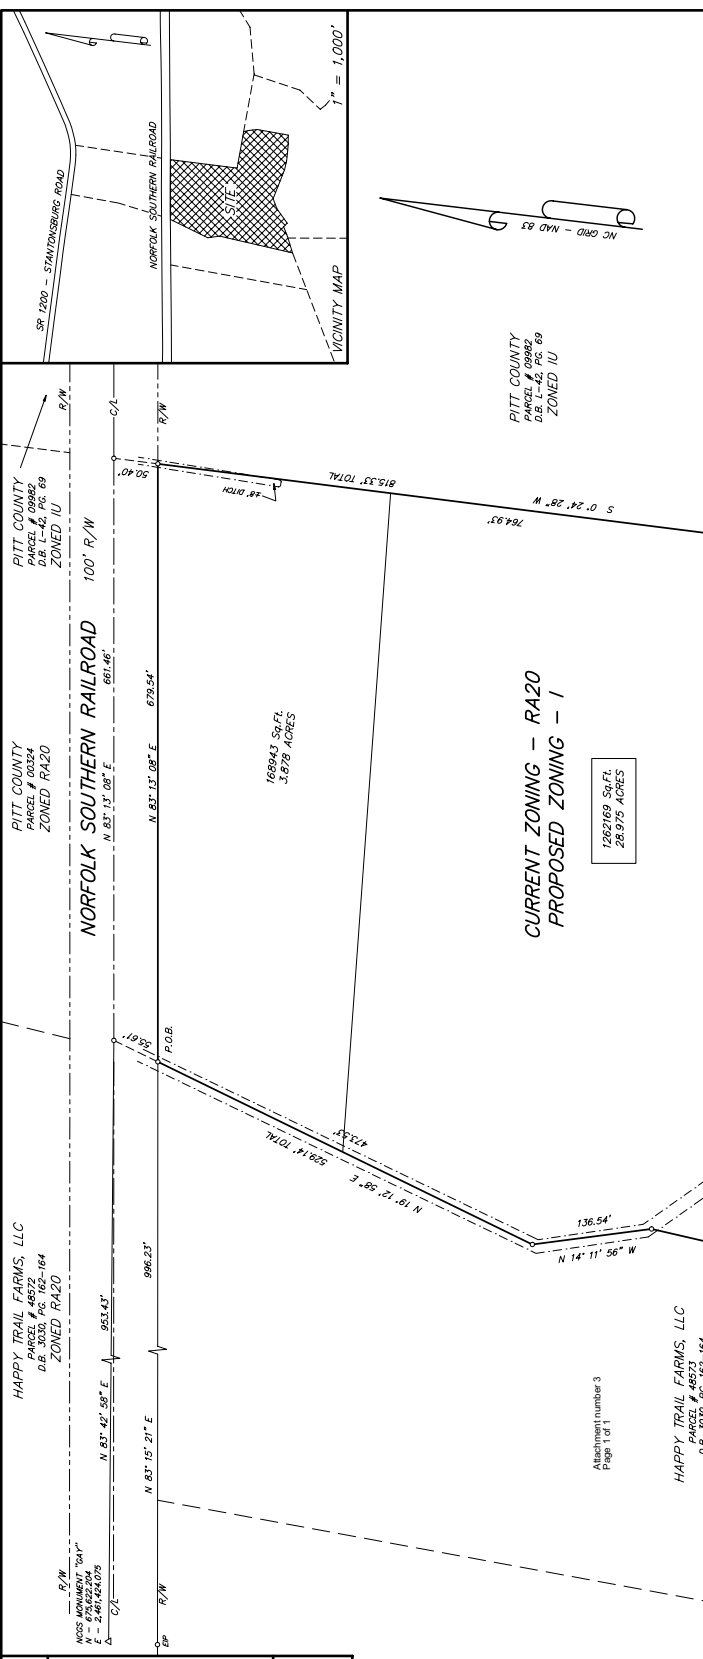 SR 1200 - STANTONSBURG ROAD
NORFOLK SOUTHERN RAILROAD
SITE
1" = 1,000'
VICINITY MAP
NC GRID - NAD 83
PITT COUNTY
PARCEL # 09982
D.B. L-42, PG. 69
ZONED IU
R/W
C/L
R/W
PITT COUNTY
PARCEL # 09982
D.B. L-42, PG. 69
ZONED IU
100' R/W
NORFOLK SOUTHERN RAILROAD
PITT COUNTY
PARCEL # 00324
ZONED RA20
N 83° 13' 08" E
661.46'
N 83° 13' 08" E
679.54'
50.40'
±8' DITCH
815.33' TOTAL
764.93'
S 0° 24' 28" W
168943 Sq.Ft.
3.878 ACRES
CURRENT ZONING - RA20
PROPOSED ZONING - I
1262169 Sq.Ft.
28.975 ACRES
55.61'
P.O.B.
529.14' TOTAL
473.53'
N 19° 12' 58" E
136.54'
N 14° 11' 56" W
HAPPY TRAIL FARMS, LLC
PARCEL # 48572
D.B. 3030, PG. 162-164
ZONED RA20
N 83° 42' 58" E
953.43'
N 83° 15' 21" E
996.23'
R/W
NCGS MONUMENT "GAY"
N - 675,622.204
E - 2,461,424.075
C/L
R/W
EIP
Attachment number 3
Page 1 of 1
HAPPY TRAIL FARMS, LLC
PARCEL # 48573
D.B. 3030, PG. 162-164